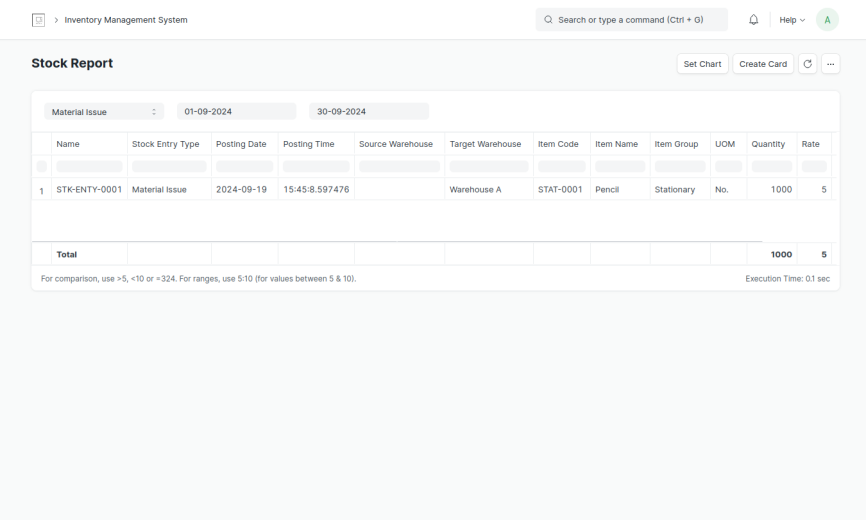 Inventory Management System Search or type a command (Ctrl + G) Help A
Stock Report Set Chart Create Card ...
Material Issue 01-09-2024 30-09-2024
Name Stock Entry Type Posting Date Posting Time Source Warehouse Target Warehouse Item Code Item Name Item Group UOM Quantity Rate
1 STK-ENTY-0001 Material Issue 2024-09-19 15:45:8.597476 Warehouse A STAT-0001 Pencil Stationary No. 1000 5
Total 1000 5
For comparison, use >5, <10 or =324. For ranges, use 5:10 (for values between 5 & 10). Execution Time: 0.1 sec